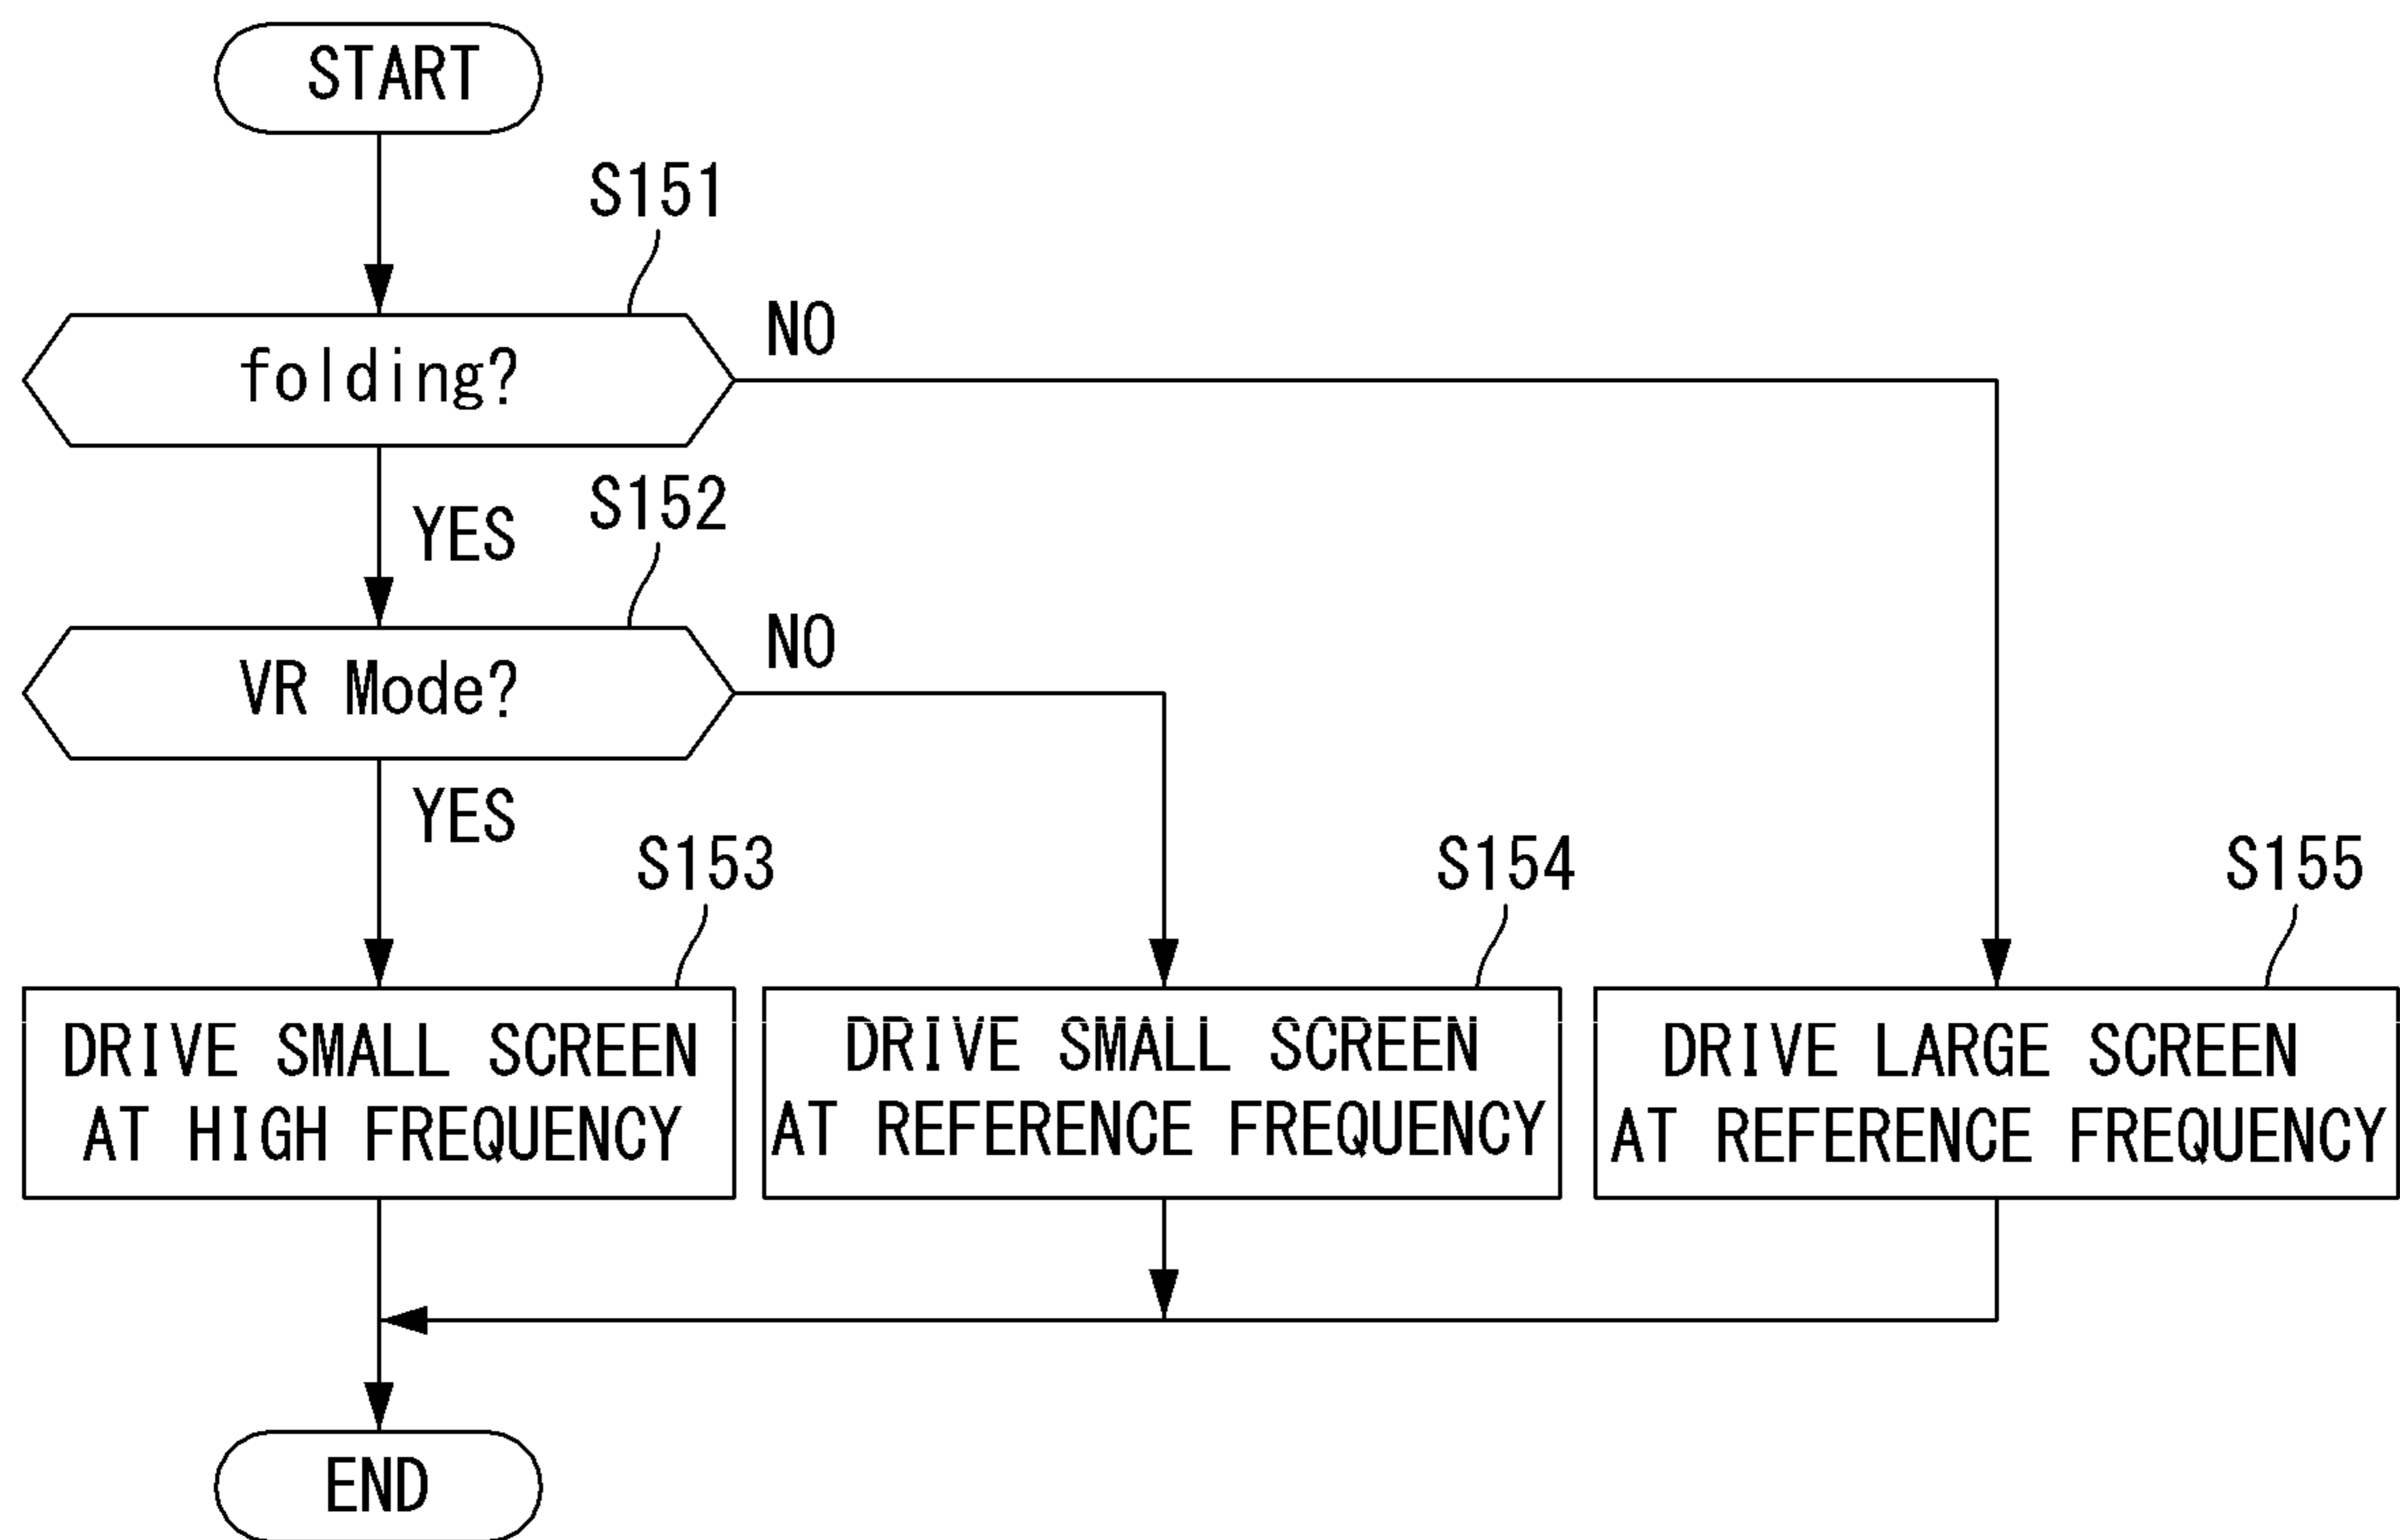 START
S151
folding?
NO
YES
S152
VR Mode?
NO
YES
S153
S154
S155
DRIVE SMALL SCREEN
AT HIGH FREQUENCY
DRIVE SMALL SCREEN
AT REFERENCE FREQUENCY
DRIVE LARGE SCREEN
AT REFERENCE FREQUENCY
END